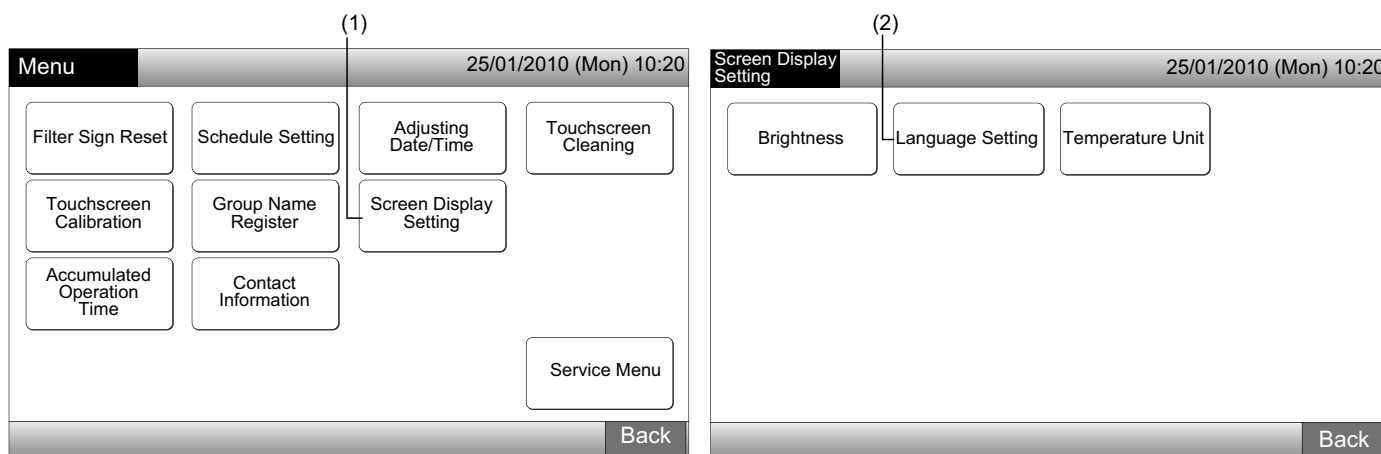 (1)
Menu
25/01/2010 (Mon) 10:20
Filter Sign Reset
Schedule Setting
Adjusting
Date/Time
Touchscreen
Cleaning
Touchscreen
Calibration
Group Name
Register
Screen Display
Setting
Accumulated
Operation
Time
Contact
Information
Service Menu
Back
(2)
Screen Display
Setting
25/01/2010 (Mon) 10:20
Brightness
Language Setting
Temperature Unit
Back